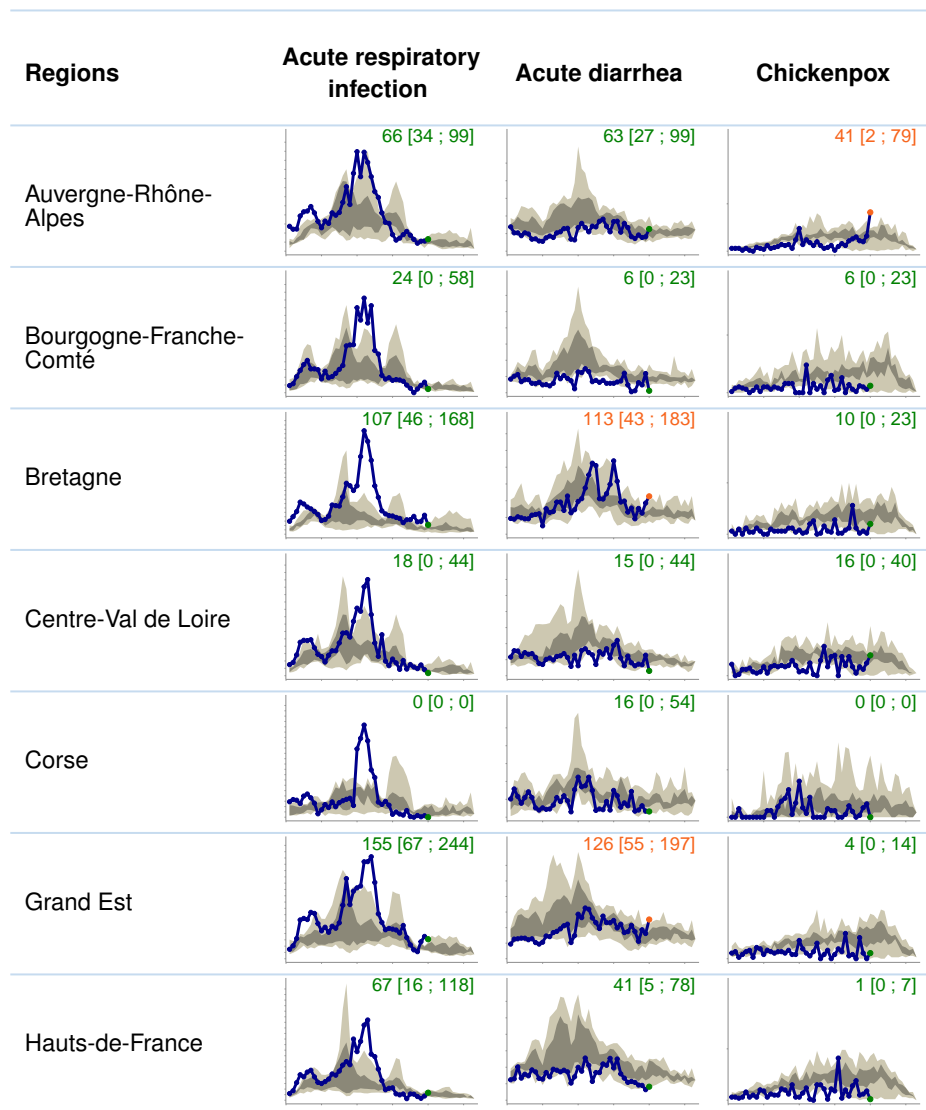 Regions
Acute respiratory
infection
Acute diarrhea
Chickenpox
Auvergne-Rhône-
Alpes
66 [34 ; 99]
63 [27 ; 99]
41 [2 ; 79]
Bourgogne-Franche-
Comté
24 [0 ; 58]
6 [0 ; 23]
6 [0 ; 23]
Bretagne
107 [46 ; 168]
113 [43 ; 183]
10 [0 ; 23]
Centre-Val de Loire
18 [0 ; 44]
15 [0 ; 44]
16 [0 ; 40]
Corse
0 [0 ; 0]
16 [0 ; 54]
0 [0 ; 0]
Grand Est
155 [67 ; 244]
126 [55 ; 197]
4 [0 ; 14]
Hauts-de-France
67 [16 ; 118]
41 [5 ; 78]
1 [0 ; 7]